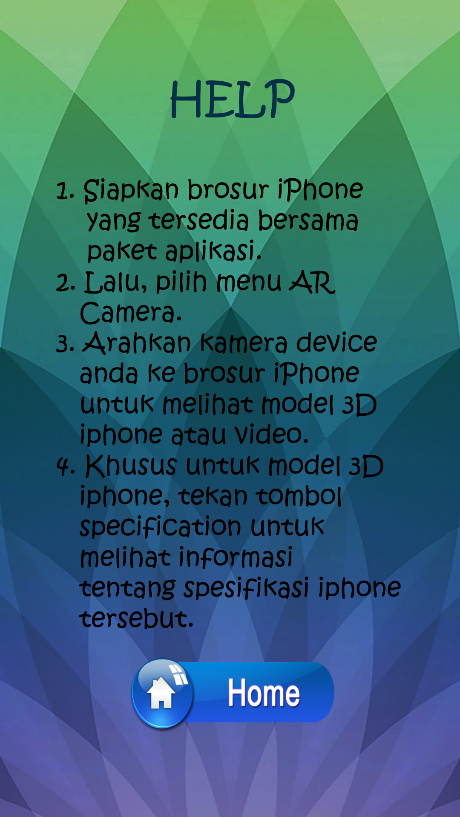 HELP
1. Siapkan brosur iPhone
yang tersedia bersama
paket aplikasi.
2. Lalu, pilih menu AR
Camera.
3. Arahkan kamera device
anda ke brosur iPhone
untuk melihat model 3D
iphone atau video.
4. Khusus untuk model 3D
iphone, tekan tombol
specification untuk
melihat informasi
tentang spesifikasi iphone
tersebut.
Home